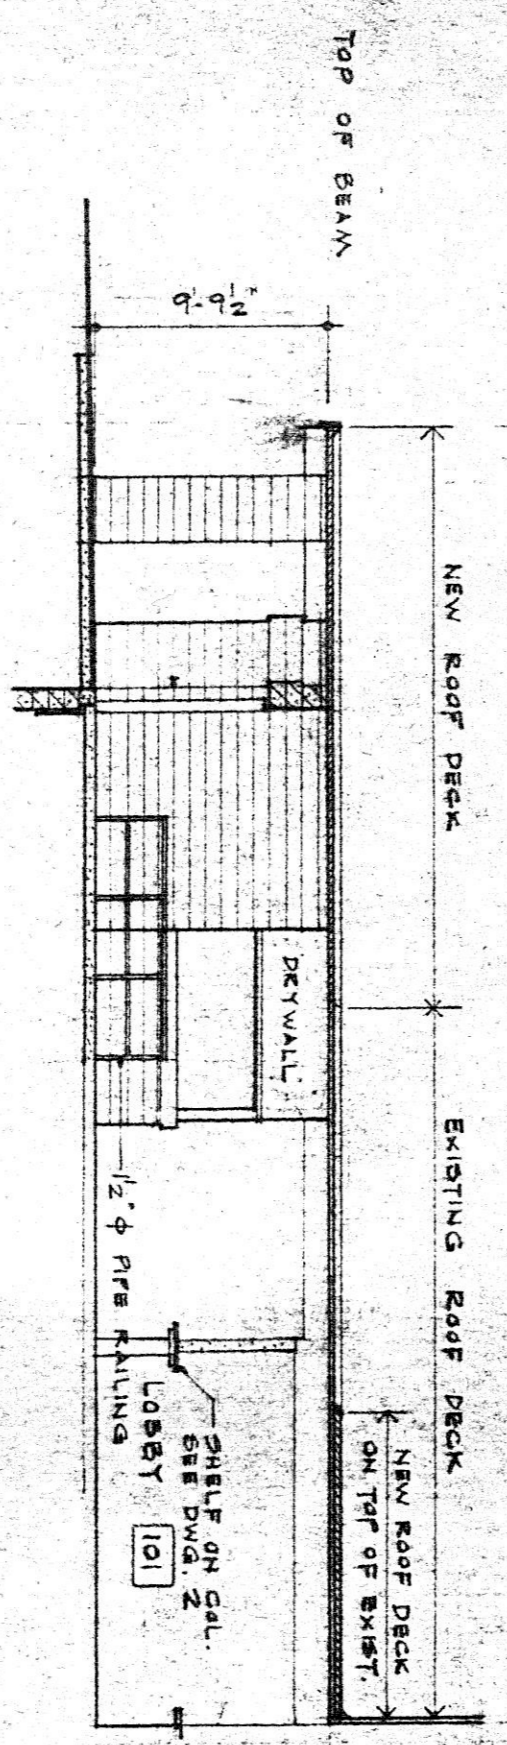 TOP OF BEAM
9'-9½"
NEW ROOF DECK
EXISTING ROOF DECK
NEW ROOF DECK
ON TOP OF EXIST.
DRYWALL
SHELF ON COL.
SEE DWG. 2
LOBBY 101
1½" ϕ PIPE RAILING